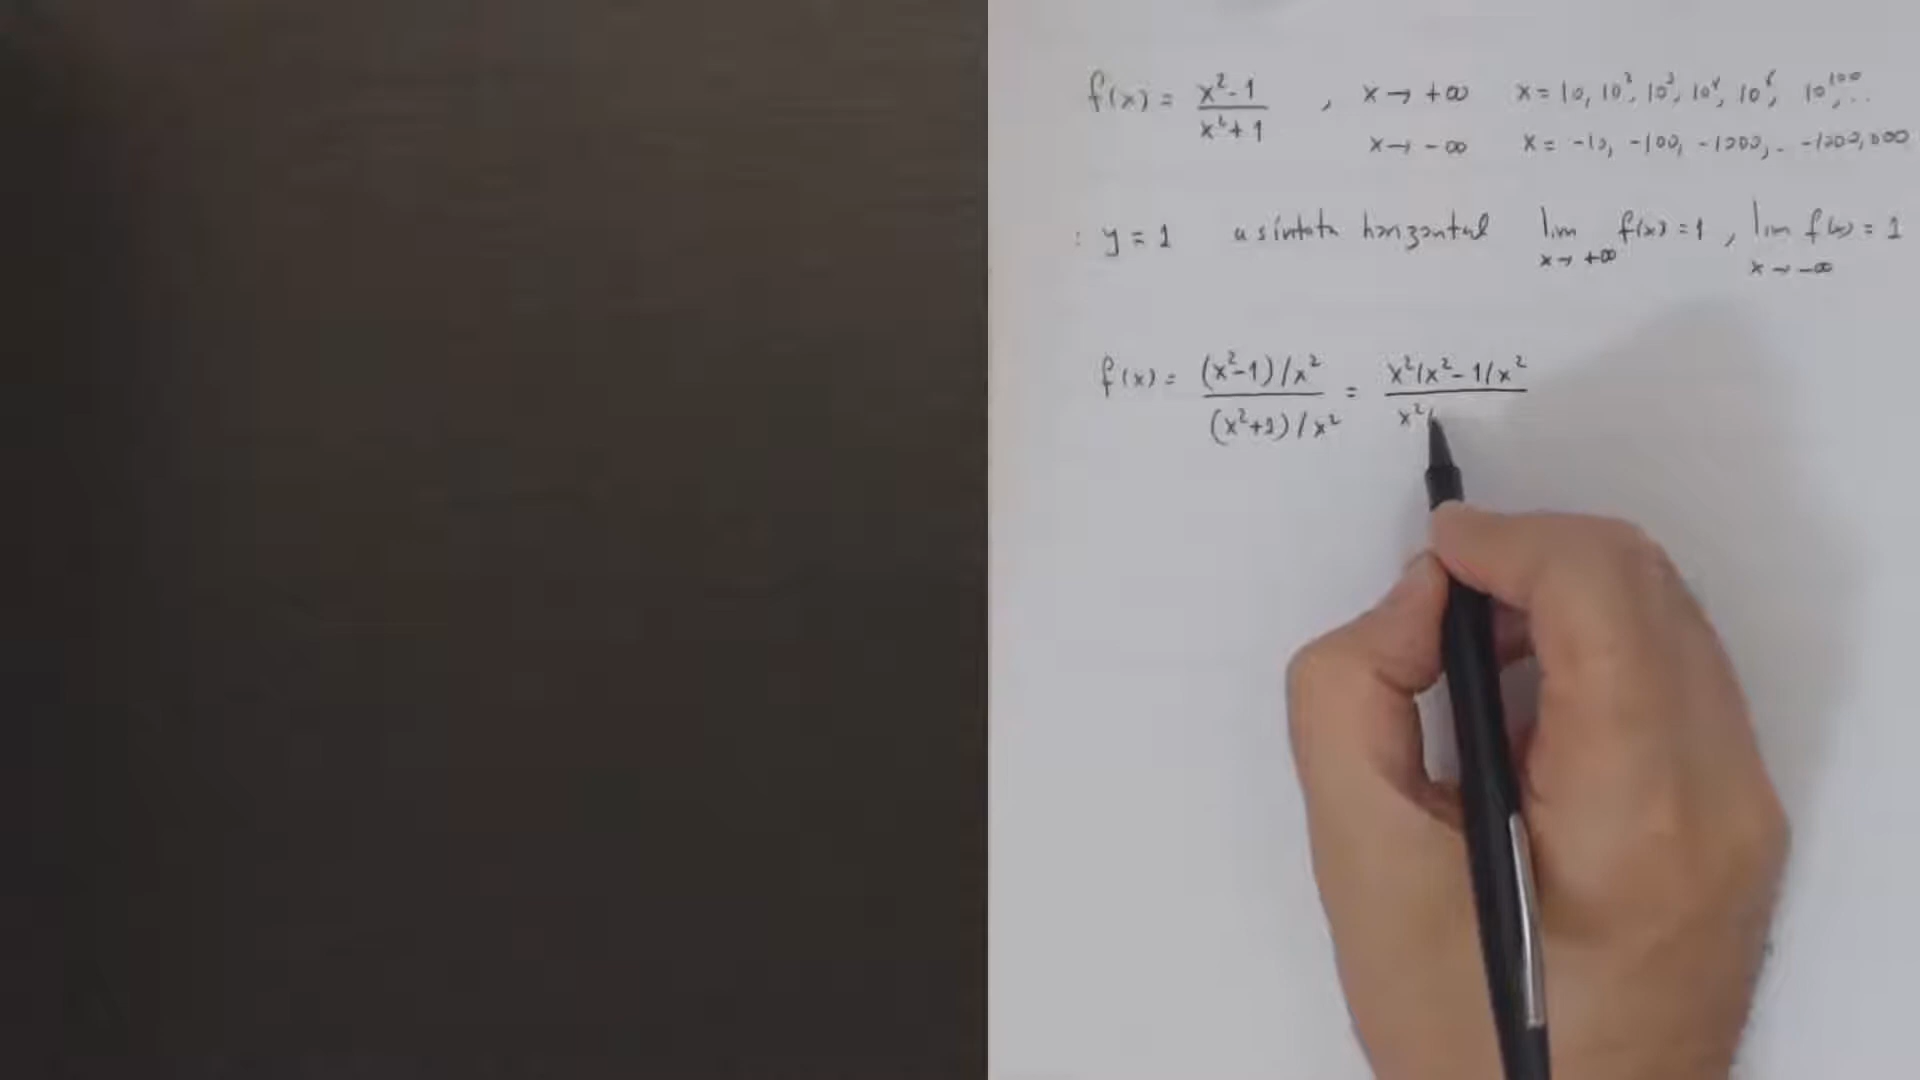 f(x) = (x²-1)/(x²+1) , x → +∞ x = 10, 10², 10³, 10⁴, 10⁶, 10¹⁰⁰, ..
x → -∞ x = -10, -100, -1000, .. -1000,000
: y = 1 asíntota horizontal lim x→+∞ f(x) = 1 , lim x→-∞ f(x) = 1
f(x) = ((x²-1)/x²)/((x²+1)/x²) = (x²/x² - 1/x²)/(x²/